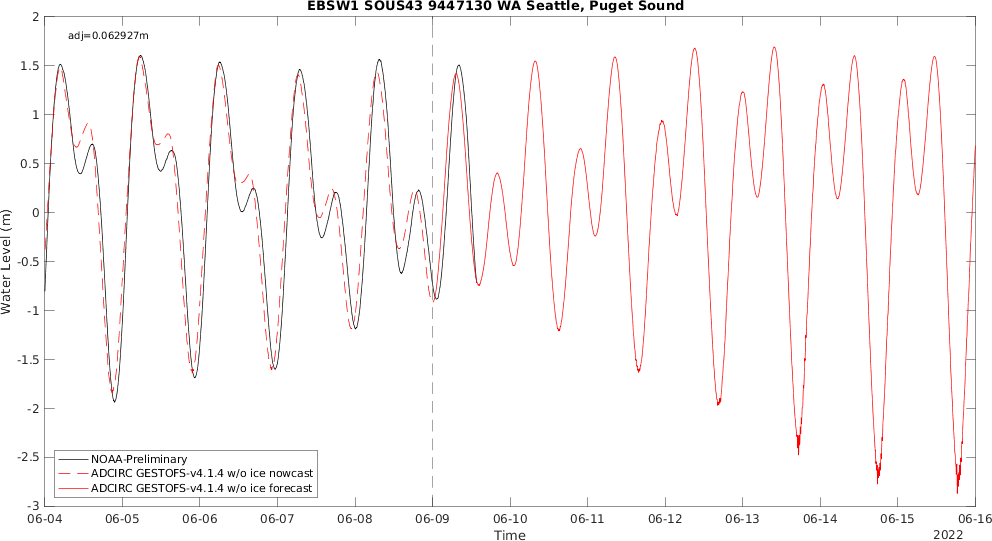 EBSW1 SOUS43 9447130 WA Seattle, Puget Sound
adj=0.062927m
2
1.5
1
0.5
0
-0.5
-1
-1.5
-2
-2.5
-3
Water Level (m)
NOAA-Preliminary
ADCIRC GESTOFS-v4.1.4 w/o ice nowcast
ADCIRC GESTOFS-v4.1.4 w/o ice forecast
06-04 06-05 06-06 06-07 06-08 06-09 06-10 06-11 06-12 06-13 06-14 06-15 06-16
Time
2022